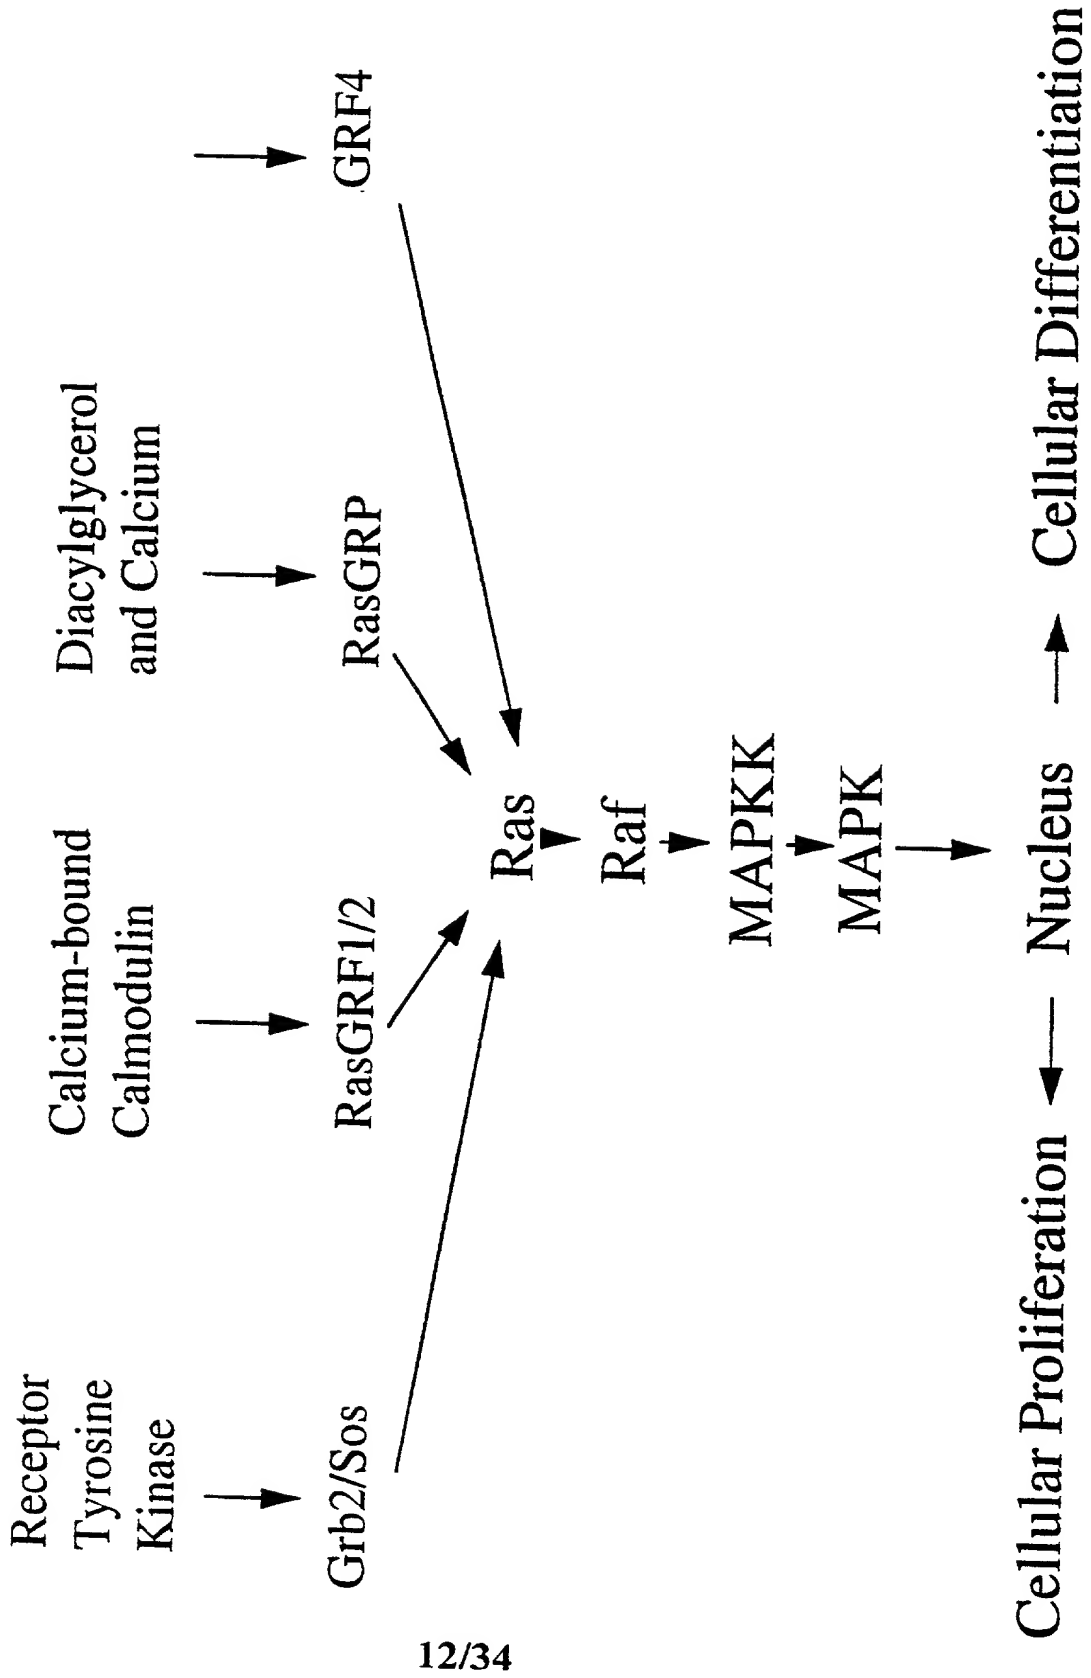 Receptor
Tyrosine
Kinase
Calcium-bound
Calmodulin
Diacylglycerol
and Calcium
Grb2/Sos
RasGRF1/2
RasGRP
GRF4
Ras
Raf
MAPKK
MAPK
Cellular Proliferation
Nucleus
Cellular Differentiation
12/34